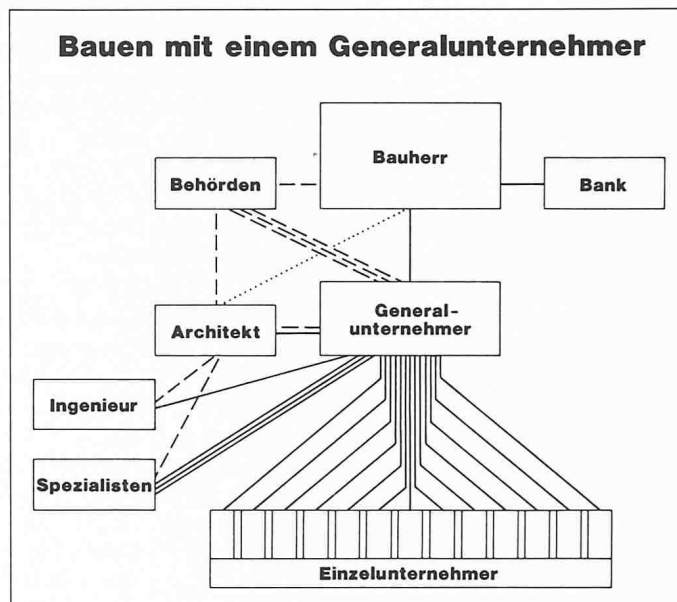 Bauen mit einem Generalunternehmer
Bauherr
Behörden
Bank
General-
unternehmer
Architekt
Ingenieur
Spezialisten
Einzelunternehmer